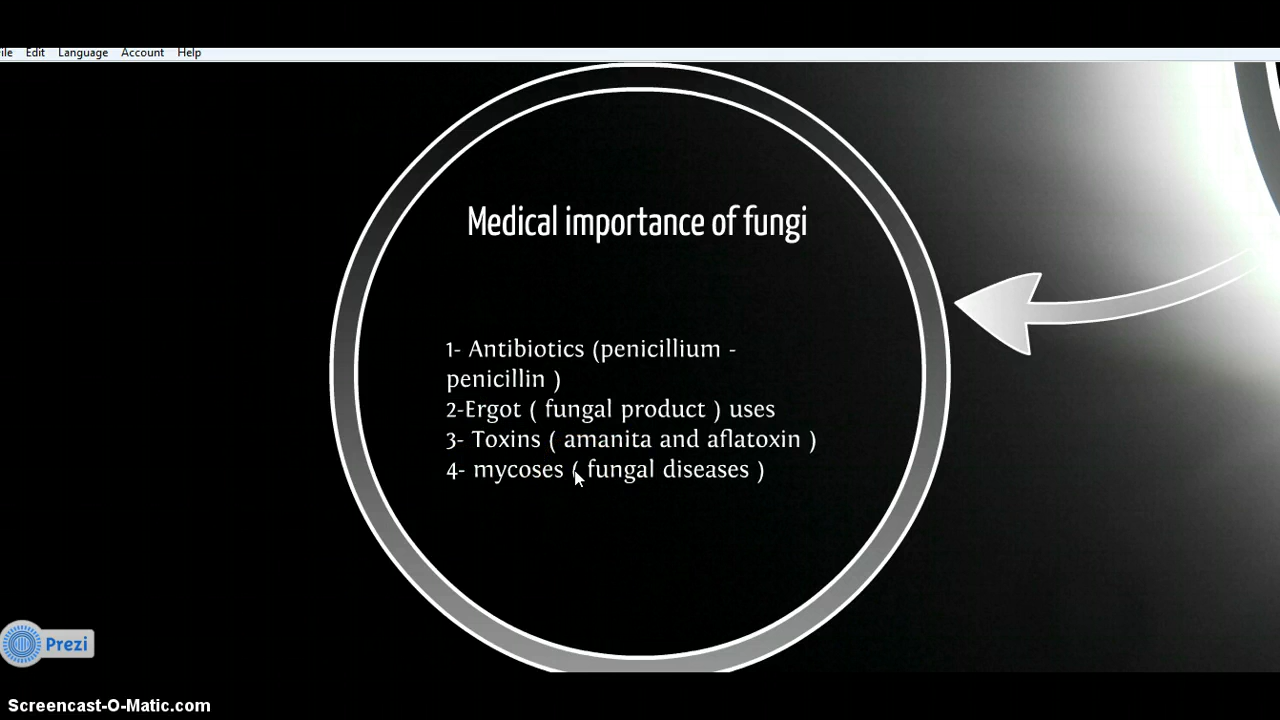 ile Edit Language Account Help
Medical importance of fungi
1- Antibiotics (penicillium -
penicillin )
2-Ergot ( fungal product ) uses
3- Toxins ( amanita and aflatoxin )
4- mycoses ( fungal diseases )
Prezi
Screencast-O-Matic.com